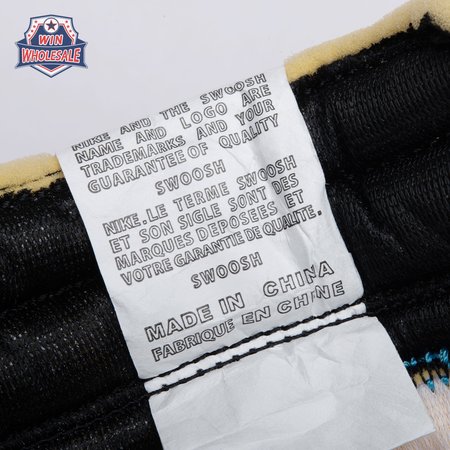 WIN
WHOLESALE
NIKE AND THE SWOOSH
NAME AND LOGO ARE
TRADEMARKS AND YOUR
GUARANTEE OF QUALITY
SWOOSH
NIKE.LE TERME SWOOSH
ET SON SIGLE SONT DES
MARQUES DEPOSÉES ET
VOTRE GARANTIE DE QUALITE.
SWOOSH
MADE IN CHINA
FABRIQUE EN CHINE